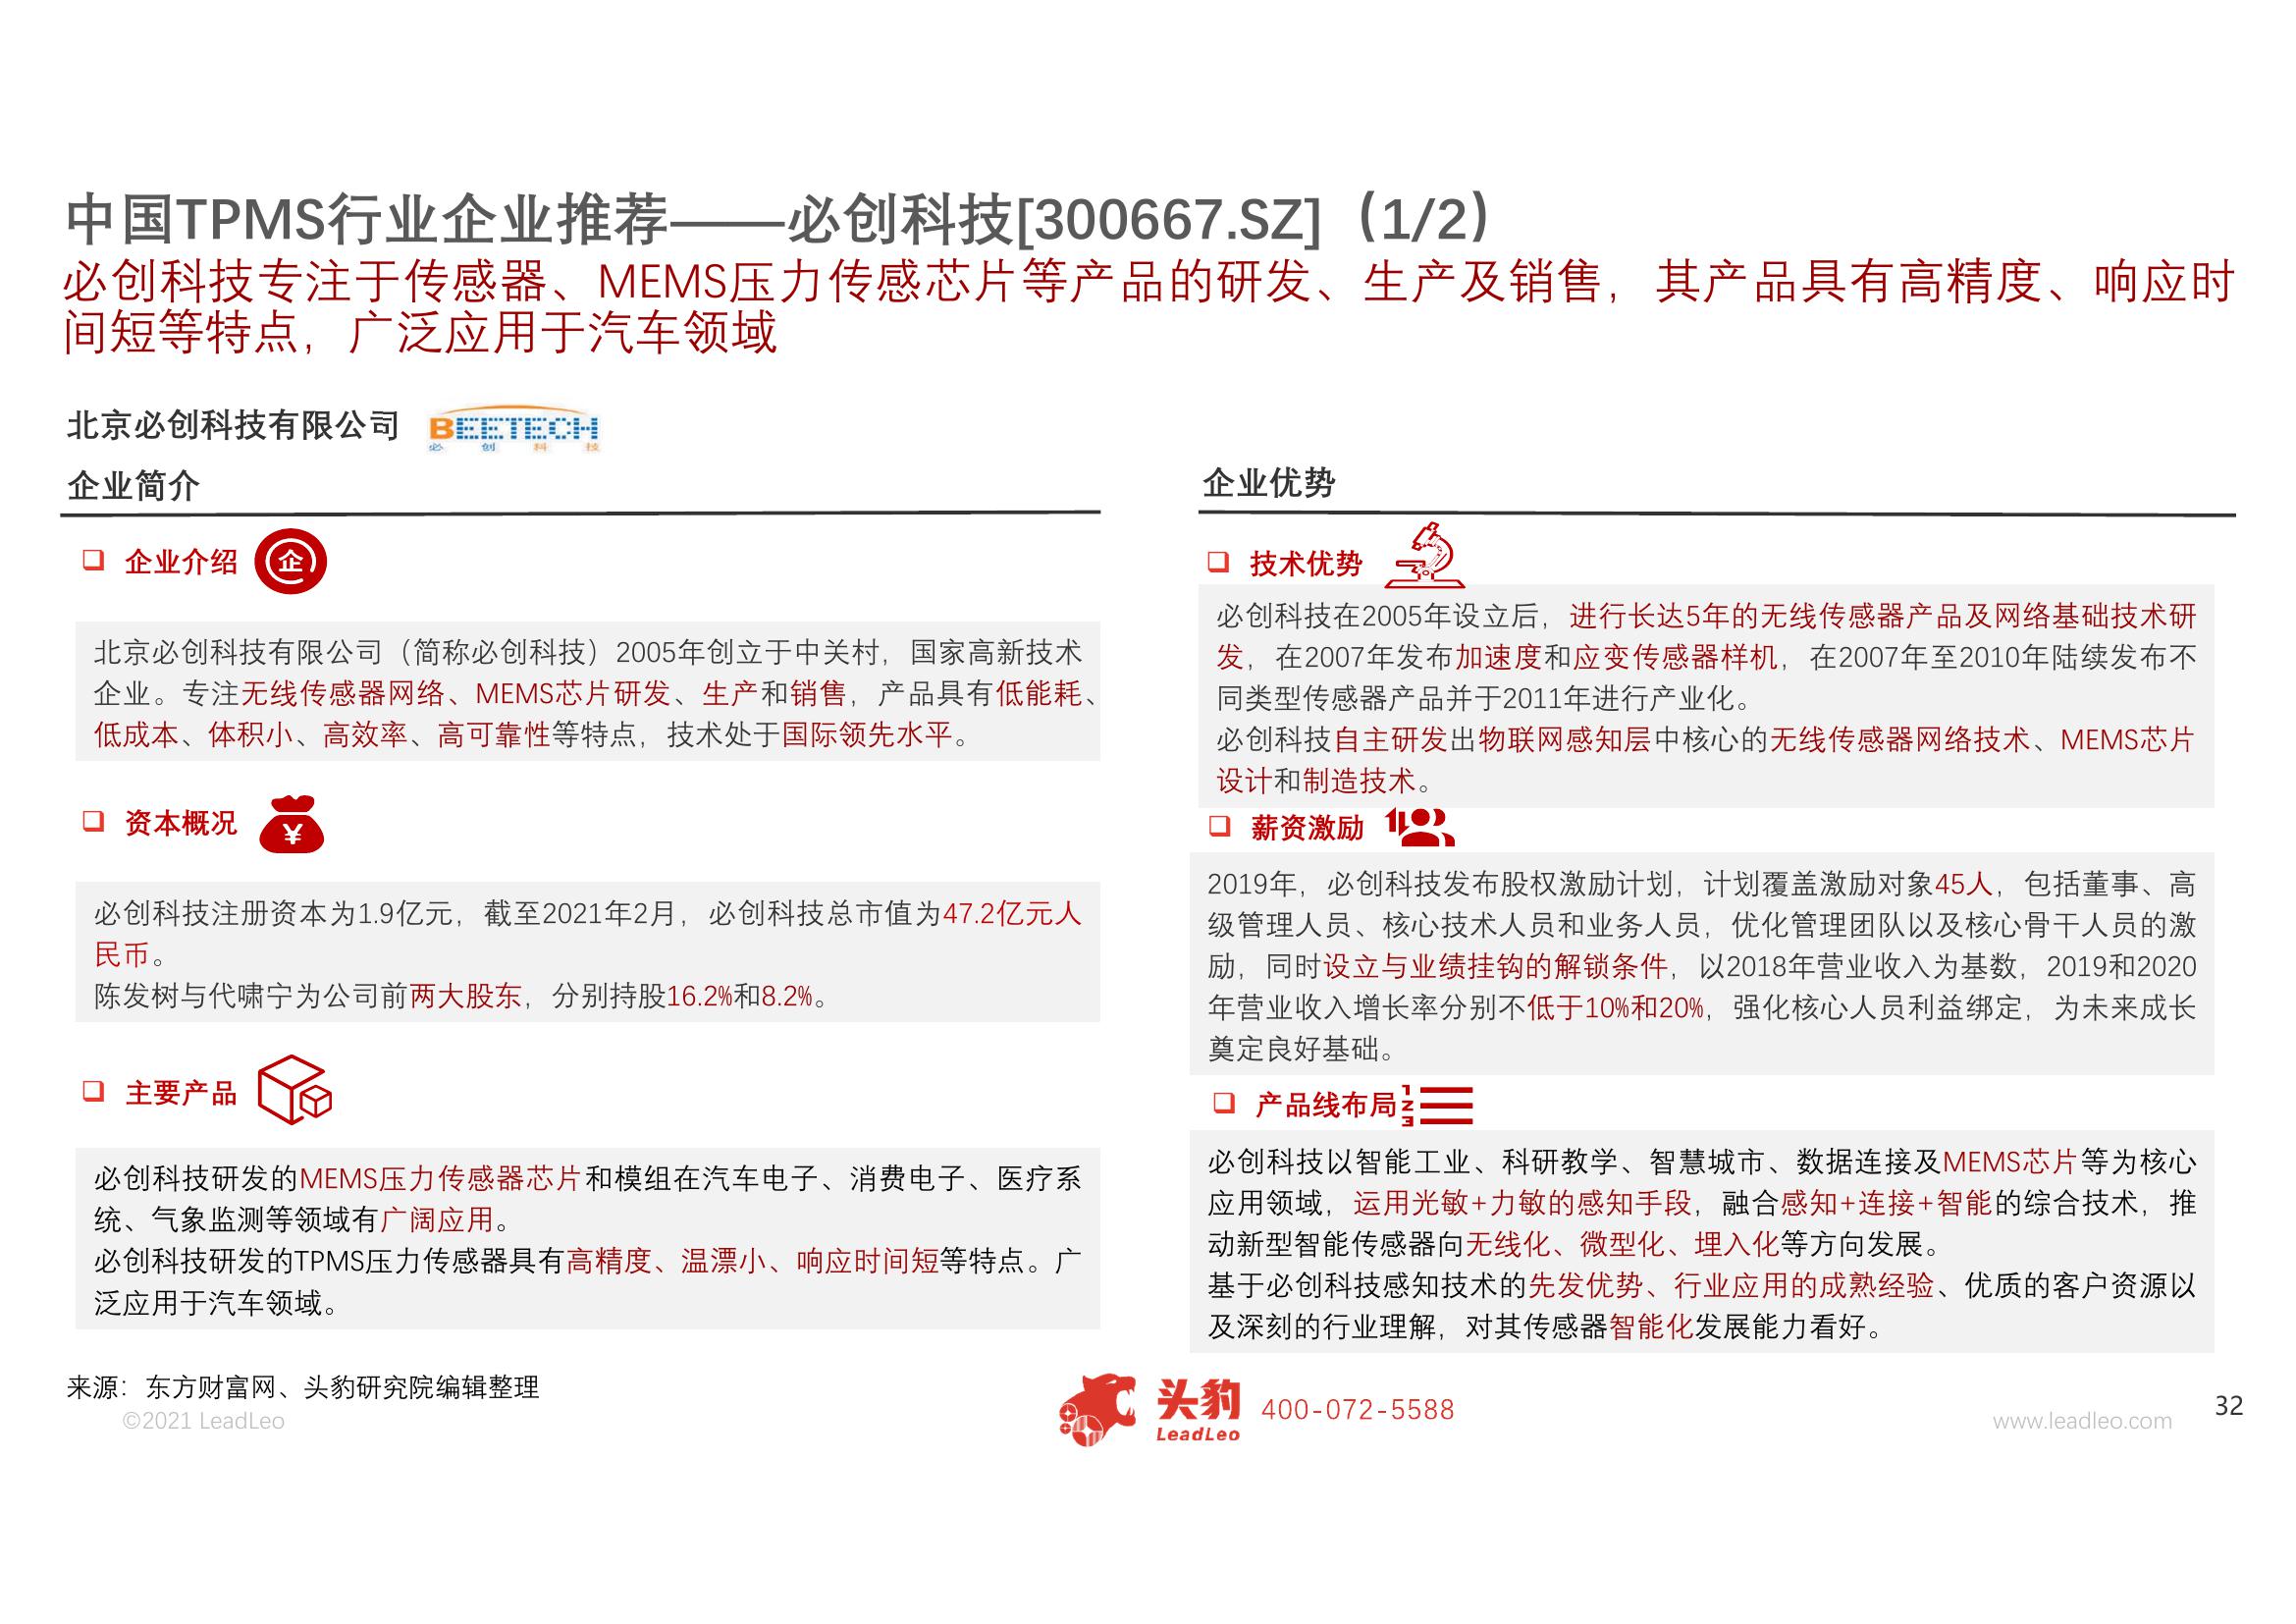 中国TPMS行业企业推荐——必创科技[300667.SZ]（1/2）
必创科技专注于传感器、MEMS压力传感芯片等产品的研发、生产及销售，其产品具有高精度、响应时
间短等特点，广泛应用于汽车领域
北京必创科技有限公司
BEETECH
必 创 科 技
企业简介
企业介绍
企
北京必创科技有限公司（简称必创科技）2005年创立于中关村，国家高新技术
企业。专注无线传感器网络、MEMS芯片研发、生产和销售，产品具有低能耗、
低成本、体积小、高效率、高可靠性等特点，技术处于国际领先水平。
资本概况
¥
必创科技注册资本为1.9亿元，截至2021年2月，必创科技总市值为47.2亿元人
民币。
陈发树与代啸宁为公司前两大股东，分别持股16.2%和8.2%。
主要产品
必创科技研发的MEMS压力传感器芯片和模组在汽车电子、消费电子、医疗系
统、气象监测等领域有广阔应用。
必创科技研发的TPMS压力传感器具有高精度、温漂小、响应时间短等特点。广
泛应用于汽车领域。
企业优势
技术优势
必创科技在2005年设立后，进行长达5年的无线传感器产品及网络基础技术研
发，在2007年发布加速度和应变传感器样机，在2007年至2010年陆续发布不
同类型传感器产品并于2011年进行产业化。
必创科技自主研发出物联网感知层中核心的无线传感器网络技术、MEMS芯片
设计和制造技术。
薪资激励
2019年，必创科技发布股权激励计划，计划覆盖激励对象45人，包括董事、高
级管理人员、核心技术人员和业务人员，优化管理团队以及核心骨干人员的激
励，同时设立与业绩挂钩的解锁条件，以2018年营业收入为基数，2019和2020
年营业收入增长率分别不低于10%和20%，强化核心人员利益绑定，为未来成长
奠定良好基础。
产品线布局
1
2
3
必创科技以智能工业、科研教学、智慧城市、数据连接及MEMS芯片等为核心
应用领域，运用光敏+力敏的感知手段，融合感知+连接+智能的综合技术，推
动新型智能传感器向无线化、微型化、埋入化等方向发展。
基于必创科技感知技术的先发优势、行业应用的成熟经验、优质的客户资源以
及深刻的行业理解，对其传感器智能化发展能力看好。
来源：东方财富网、头豹研究院编辑整理
©2021 LeadLeo
头豹
LeadLeo
400-072-5588
www.leadleo.com
32